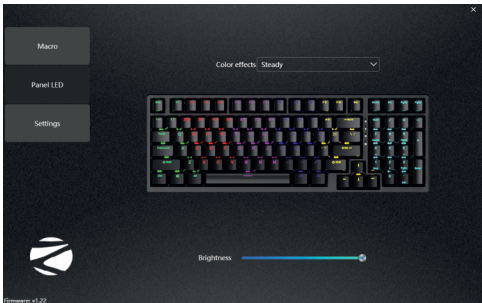 Macro
Color effects Steady
Panel LED
Settings
Brightness
Firmware: v1.22